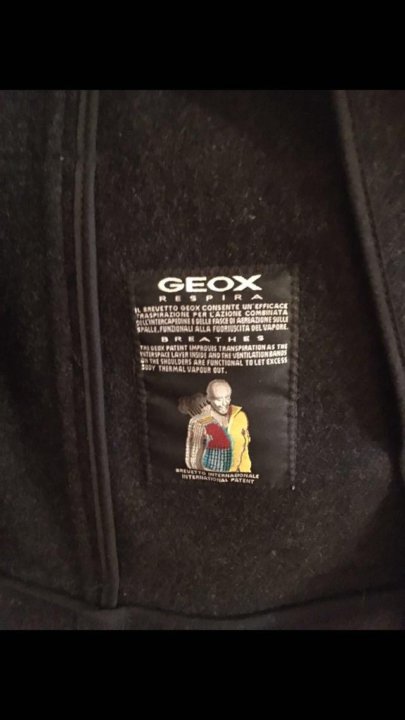 GEOX
RESPIRA
IL BREVETTO GEOX CONSENTE UN'EFFICACE
TRASPIRAZIONE PER L'AZIONE COMBINATA
DELL'INTERCAPEDINE E DELLE FASCE DI AERAZIONE SULLE
SPALLE, FUNZIONALI ALLA FUORIUSCITA DEL VAPORE.
BREATHES
THE GEOX PATENT IMPROVES TRANSPIRATION AS THE
INTERSPACE LAYER INSIDE AND THE VENTILATION BANDS
ON THE SHOULDERS ARE FUNCTIONAL TO LET EXCESS
BODY THERMAL VAPOUR OUT.
BREVETTO INTERNAZIONALE
INTERNATIONAL PATENT